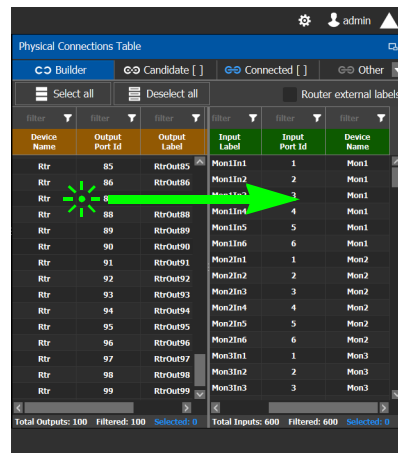 admin
Physical Connections Table
Builder Candidate [ ] Connected [ ] Other
Select all Deselect all Router external labels
filter filter filter filter filter filter
Device Name Output Port Id Output Label Input Label Input Port Id Device Name
Rtr 85 RtrOut85 Mon1In1 1 Mon1
Rtr 86 RtrOut86 Mon1In2 2 Mon1
Rtr 3 Mon1
Rtr 88 RtrOut88 Mon1In4 4 Mon1
Rtr 89 RtrOut89 Mon1In5 5 Mon1
Rtr 90 RtrOut90 Mon1In6 6 Mon1
Rtr 91 RtrOut91 Mon2In1 1 Mon2
Rtr 92 RtrOut92 Mon2In2 2 Mon2
Rtr 93 RtrOut93 Mon2In3 3 Mon2
Rtr 94 RtrOut94 Mon2In4 4 Mon2
Rtr 95 RtrOut95 Mon2In5 5 Mon2
Rtr 96 RtrOut96 Mon2In6 6 Mon2
Rtr 97 RtrOut97 Mon3In1 1 Mon3
Rtr 98 RtrOut98 Mon3In2 2 Mon3
Rtr 99 RtrOut99 Mon3In3 3 Mon3
Total Outputs: 100 Filtered: 100 Selected: 0 Total Inputs: 600 Filtered: 600 Selected: 0